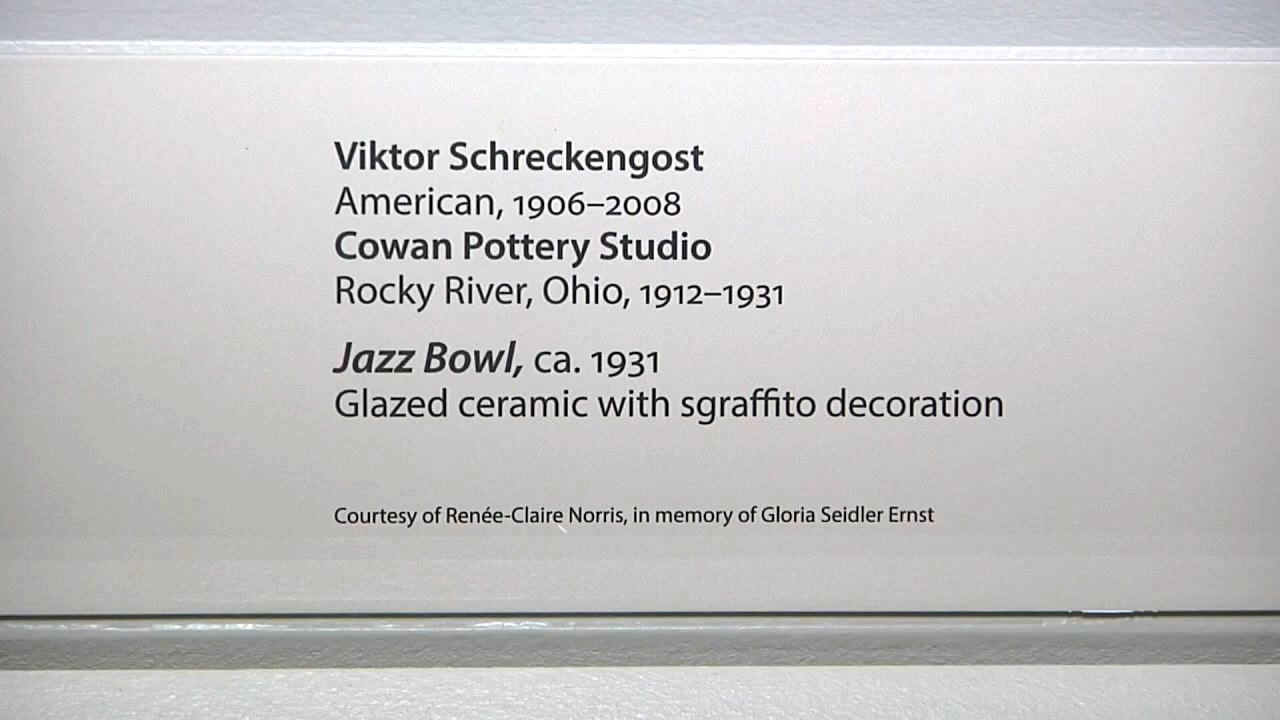 Viktor Schreckengost
American, 1906–2008
Cowan Pottery Studio
Rocky River, Ohio, 1912–1931
Jazz Bowl, ca. 1931
Glazed ceramic with sgraffito decoration
Courtesy of Renée-Claire Norris, in memory of Gloria Seidler Ernst